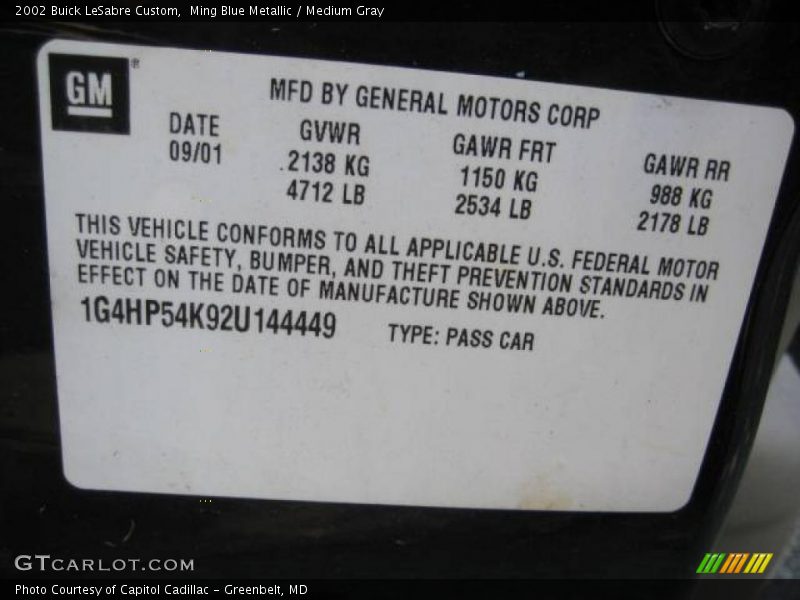 2002 Buick LeSabre Custom, Ming Blue Metallic / Medium Gray
GM®
MFD BY GENERAL MOTORS CORP
DATE GVWR GAWR FRT GAWR RR
09/01 2138 KG 1150 KG 988 KG
4712 LB 2534 LB 2178 LB
THIS VEHICLE CONFORMS TO ALL APPLICABLE U.S. FEDERAL MOTOR
VEHICLE SAFETY, BUMPER, AND THEFT PREVENTION STANDARDS IN
EFFECT ON THE DATE OF MANUFACTURE SHOWN ABOVE.
1G4HP54K92U144449 TYPE: PASS CAR
GTCARLOT.COM
Photo Courtesy of Capitol Cadillac - Greenbelt, MD